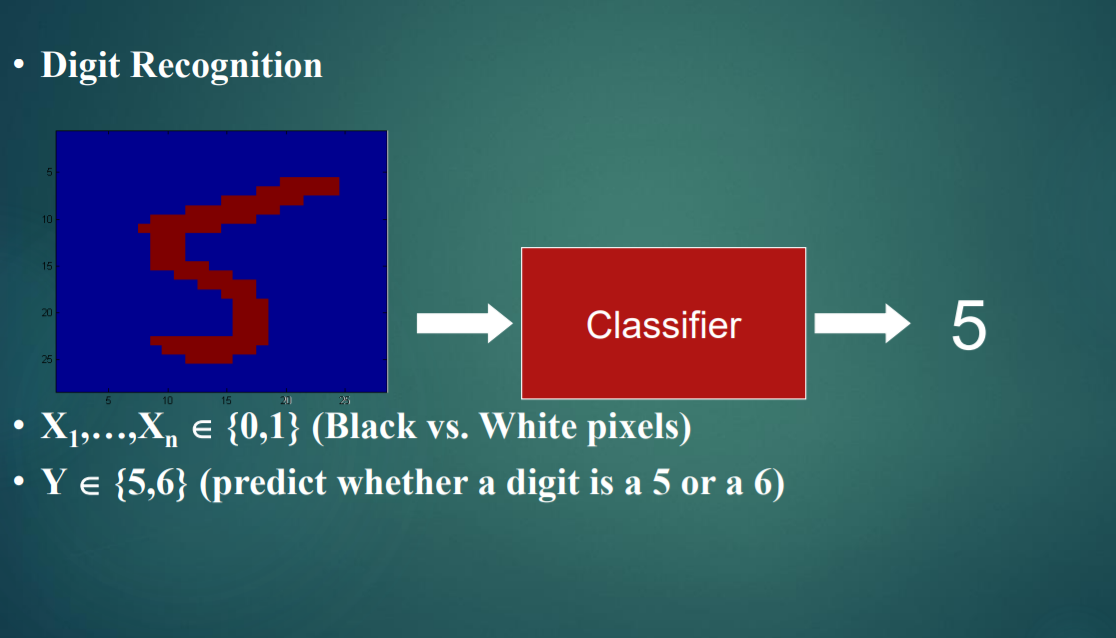 • Digit Recognition
5
10
15
20
25
5 10 15 20 25
Classifier
5
• X₁,…,Xₙ ∈ {0,1} (Black vs. White pixels)
• Y ∈ {5,6} (predict whether a digit is a 5 or a 6)